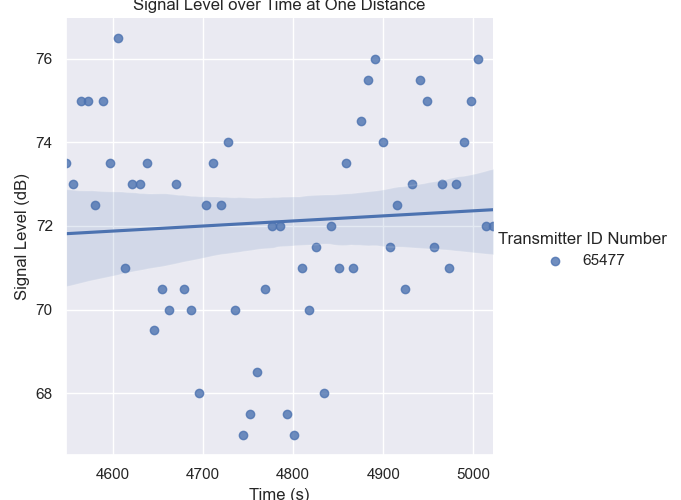 Signal Level over Time at One Distance
76
74
72
70
68
Signal Level (dB)
4600 4700 4800 4900 5000
Time (s)
Transmitter ID Number
65477